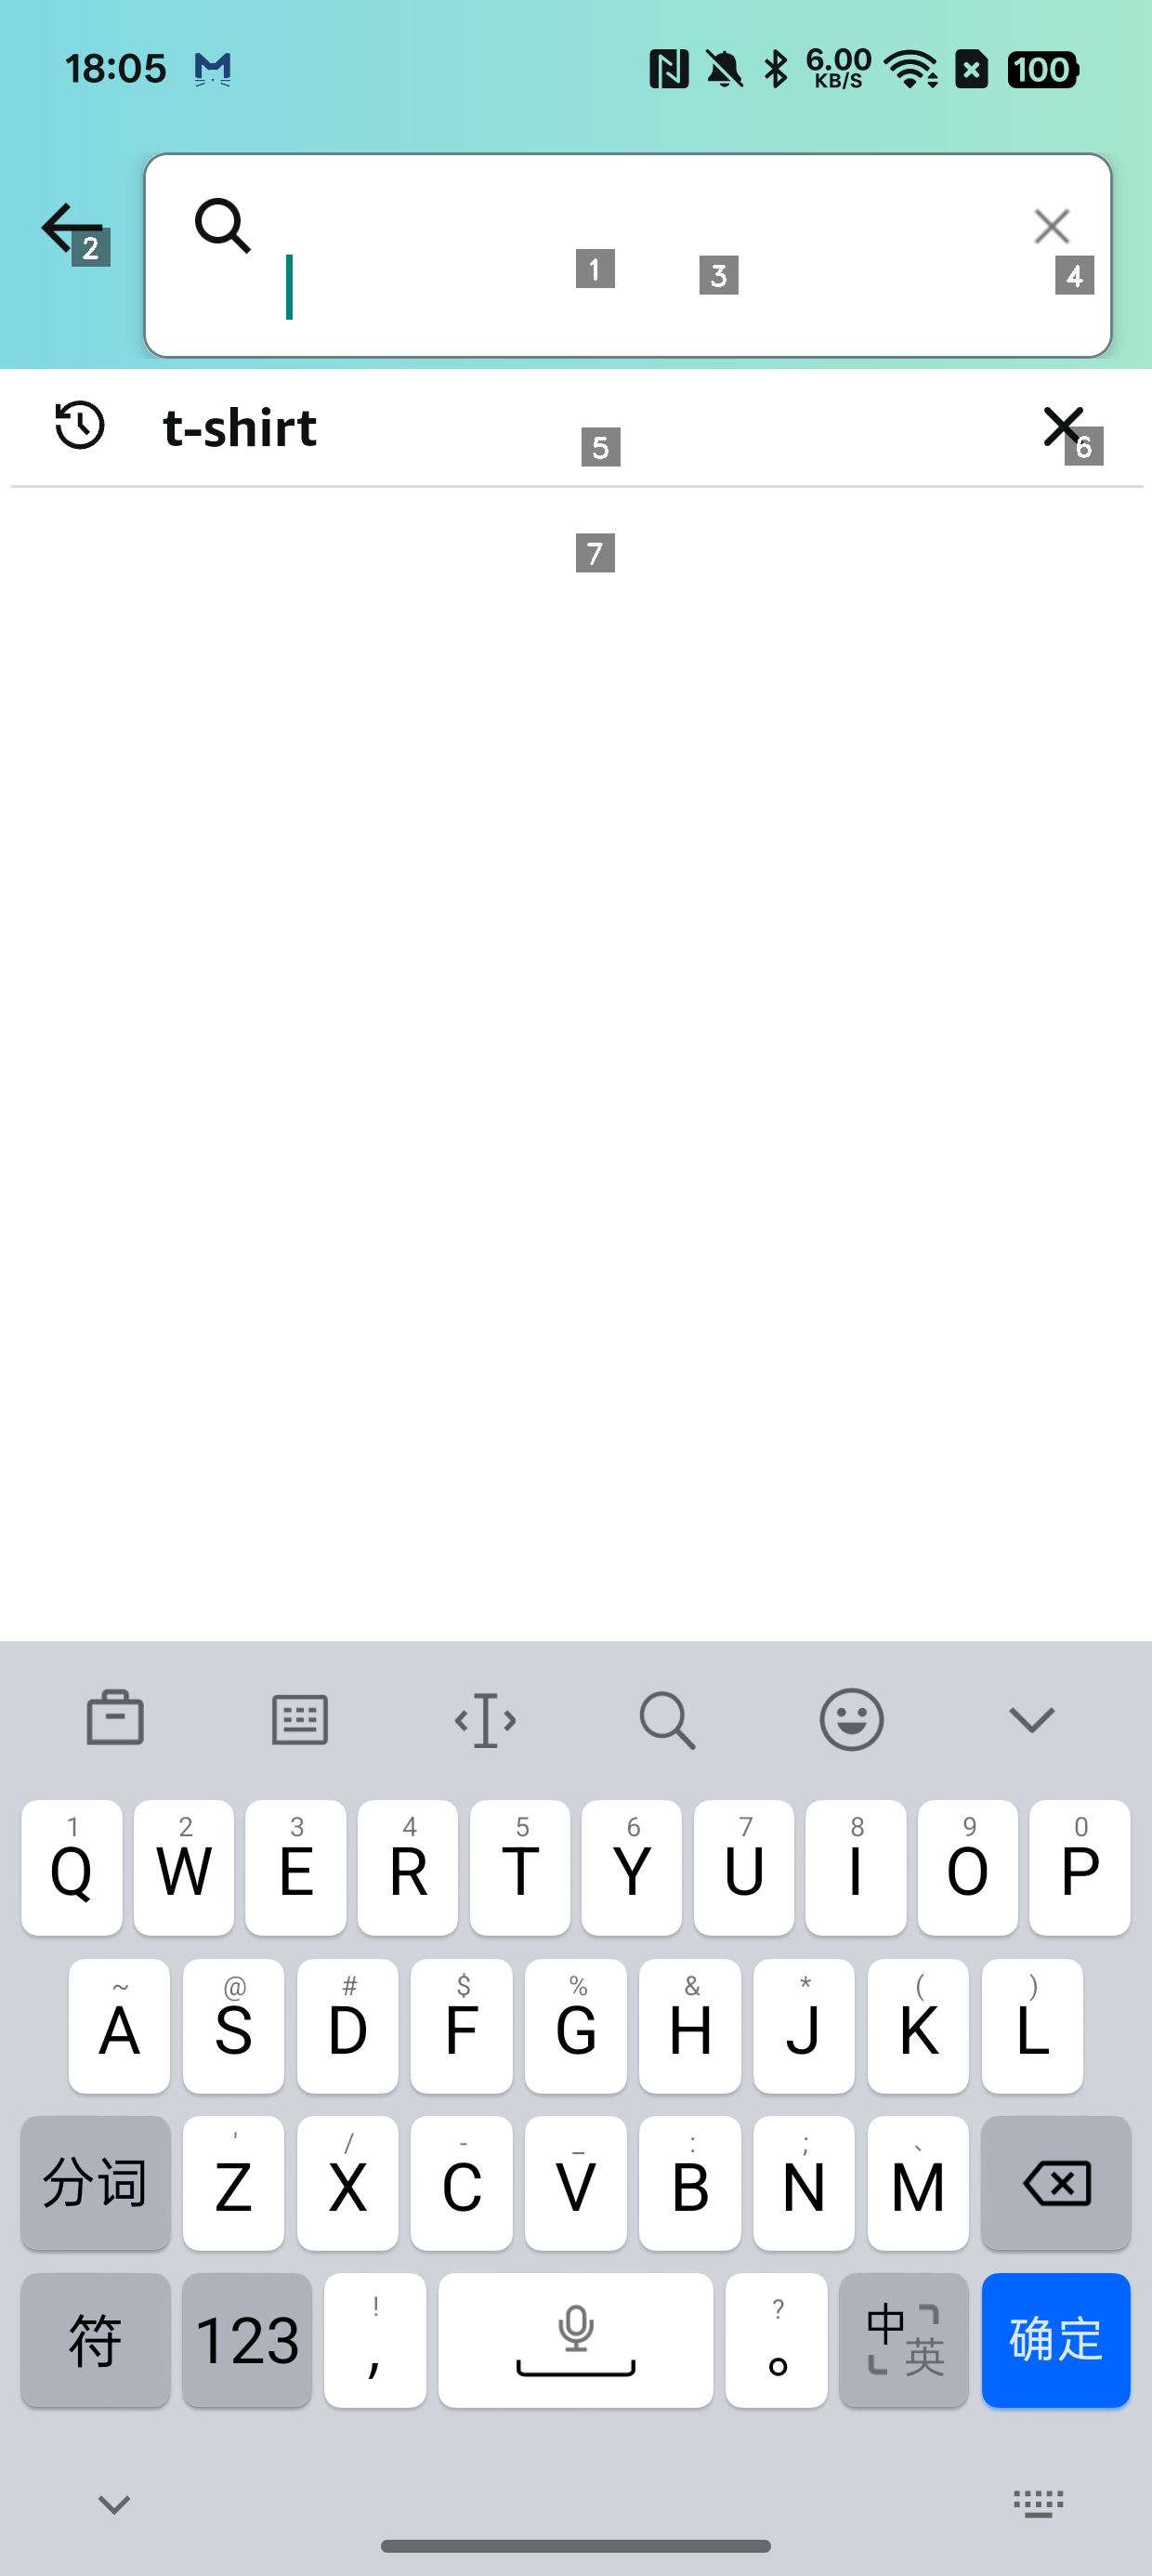 18:05 6.00 KB/S 100
2 1 3 4
t-shirt 5 6
7
1 2 3 4 5 6 7 8 9 0
Q W E R T Y U I O P
~ @ # $ % & * ( )
A S D F G H J K L
' / - _ : ; 、
分词 Z X C V B N M
! ?
符 123 , 。 中 英 确定